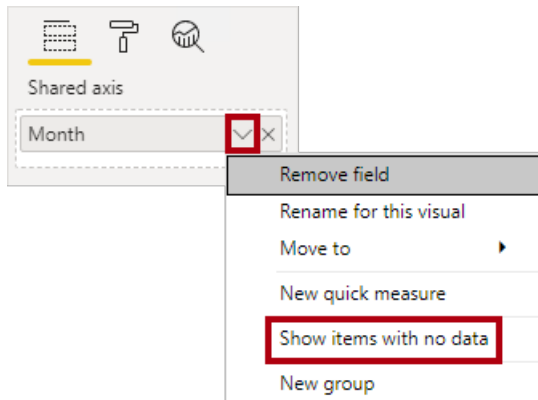 Shared axis
Month
Remove field
Rename for this visual
Move to
New quick measure
Show items with no data
New group